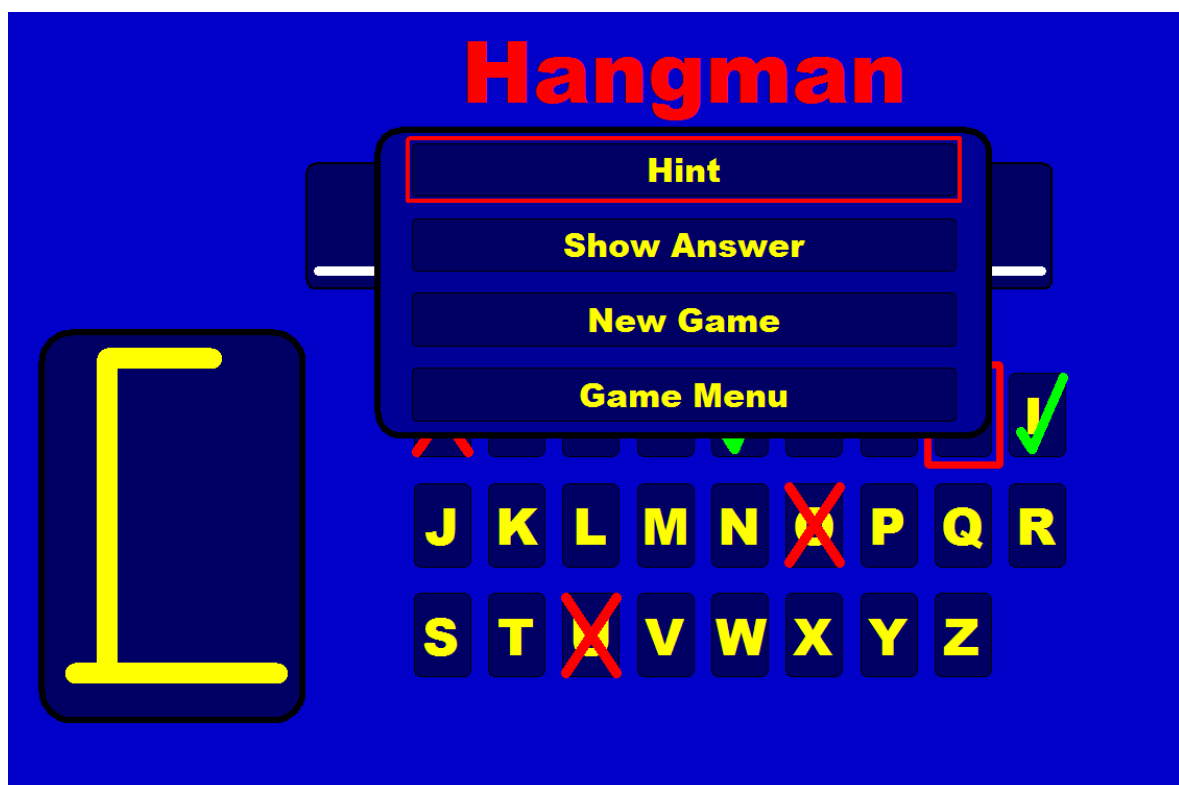 Hangman
Hint
Show Answer
New Game
Game Menu
I
J K L M N O P Q R
S T U V W X Y Z